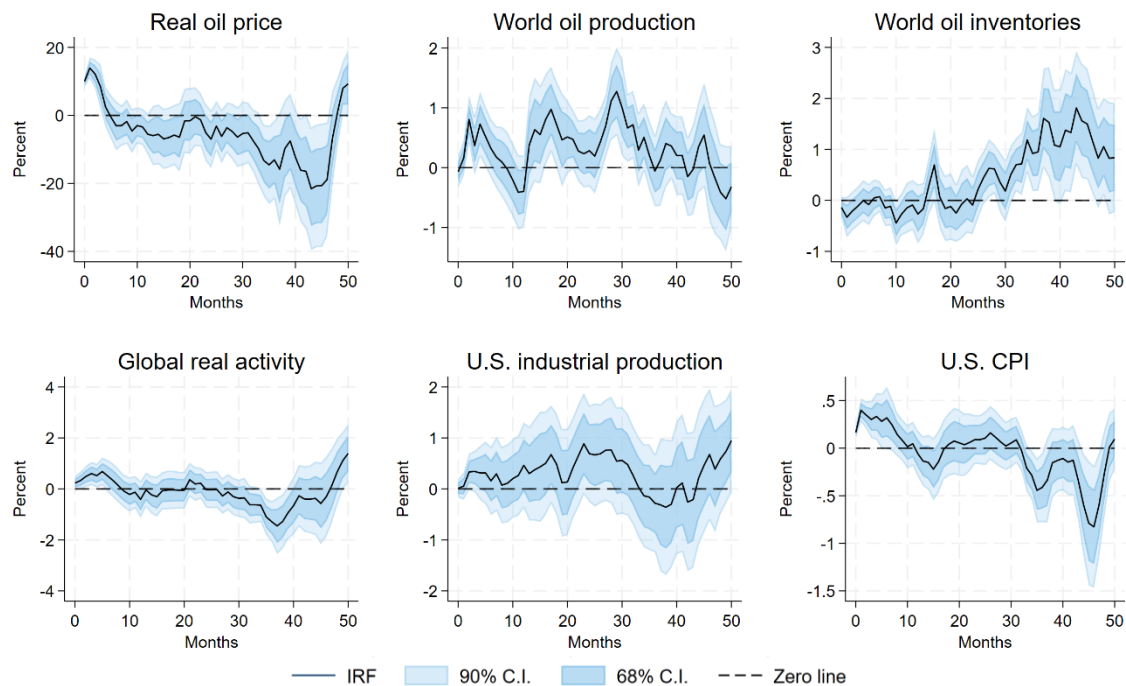 Real oil price
World oil production
World oil inventories
Percent
20
0
-20
-40
0 10 20 30 40 50
Months
Percent
2
1
0
-1
0 10 20 30 40 50
Months
Percent
3
2
1
0
-1
0 10 20 30 40 50
Months
Global real activity
U.S. industrial production
U.S. CPI
Percent
4
2
0
-2
-4
0 10 20 30 40 50
Months
Percent
2
1
0
-1
-2
0 10 20 30 40 50
Months
Percent
.5
0
-.5
-1
-1.5
0 10 20 30 40 50
Months
IRF 90% C.I. 68% C.I. Zero line